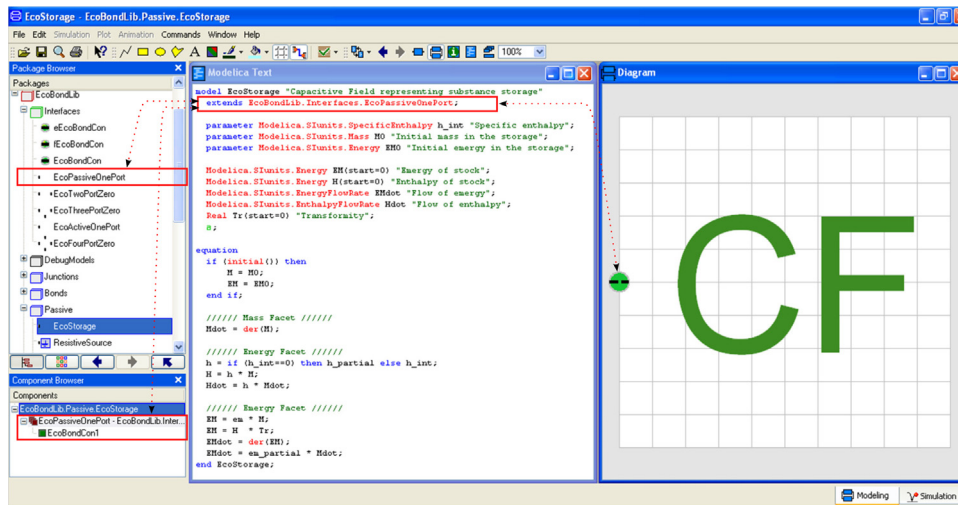 EcoStorage - EcoBondLib.Passive.EcoStorage
File Edit Simulation Plot Animation Commands Window Help
100%
Package Browser
Packages
EcoBondLib
Interfaces
eEcoBondCon
fEcoBondCon
EcoBondCon
EcoPassiveOnePort
EcoTwoPortZero
EcoThreePortZero
EcoActiveOnePort
EcoFourPortZero
DebugModels
Junctions
Bonds
Passive
EcoStorage
ResistiveSource
Component Browser
Components
EcoBondLib.Passive.EcoStorage
EcoPassiveOnePort - EcoBondLib.Inter...
EcoBondCon1
Modelica Text
model EcoStorage "Capacitive Field representing substance storage"
extends EcoBondLib.Interfaces.EcoPassiveOnePort;
parameter Modelica.SIunits.SpecificEnthalpy h_int "Specific enthalpy";
parameter Modelica.SIunits.Mass M0 "Initial mass in the storage";
parameter Modelica.SIunits.Energy EM0 "Initial energy in the storage";
Modelica.SIunits.Energy EM(start=0) "Emergy of stock";
Modelica.SIunits.Energy H(start=0) "Enthalpy of stock";
Modelica.SIunits.EnergyFlowRate EMdot "Flow of emergy";
Modelica.SIunits.EnthalpyFlowRate Hdot "Flow of enthalpy";
Real Tr(start=0) "Transformity";
a;
equation
if (initial()) then
M = M0;
EM = EM0;
end if;
////// Mass Facet //////
Mdot = der(M);
////// Energy Facet //////
h = if (h_int==0) then h_partial else h_int;
H = h * M;
Hdot = h * Mdot;
////// Emergy Facet //////
EM = em * M;
EM = H * Tr;
EMdot = der(EM);
EMdot = em_partial * Mdot;
end EcoStorage;
Diagram
CF
Modeling
Simulation